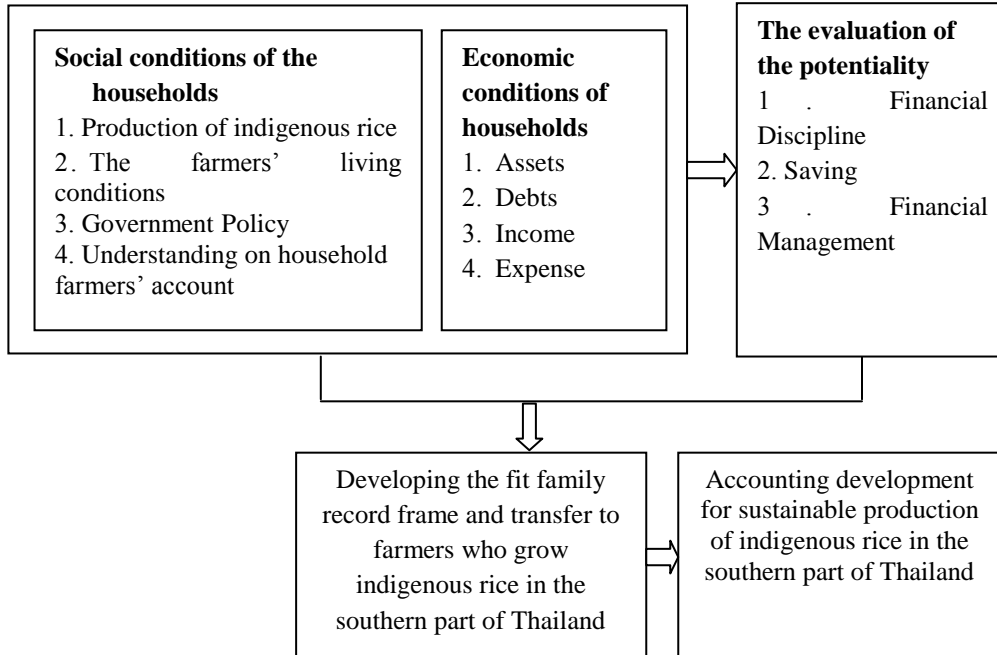 Social conditions of the
households
1. Production of indigenous rice
2. The farmers’ living
conditions
3. Government Policy
4. Understanding on household
farmers’ account
Economic
conditions of
households
1. Assets
2. Debts
3. Income
4. Expense
The evaluation of
the potentiality
1 . Financial
Discipline
2. Saving
3 . Financial
Management
Developing the fit family
record frame and transfer to
farmers who grow
indigenous rice in the
southern part of Thailand
Accounting development
for sustainable production
of indigenous rice in the
southern part of Thailand